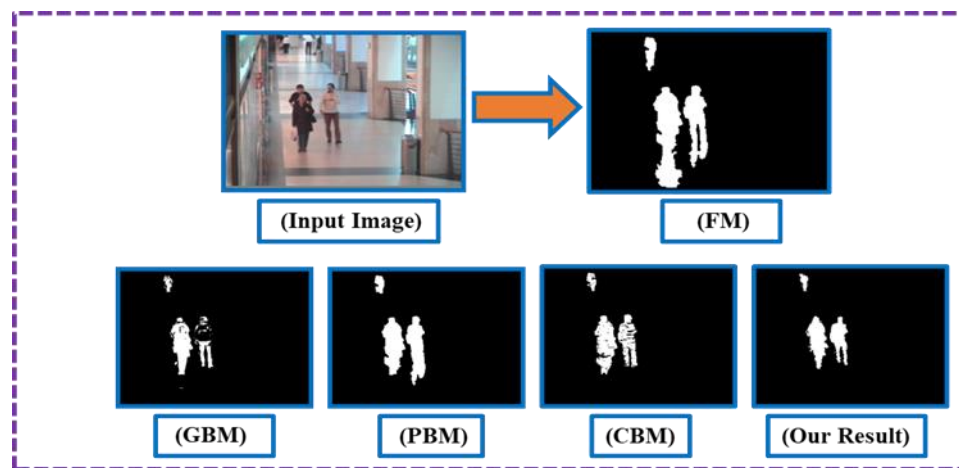 (Input Image)
(FM)
(GBM)
(PBM)
(CBM)
(Our Result)